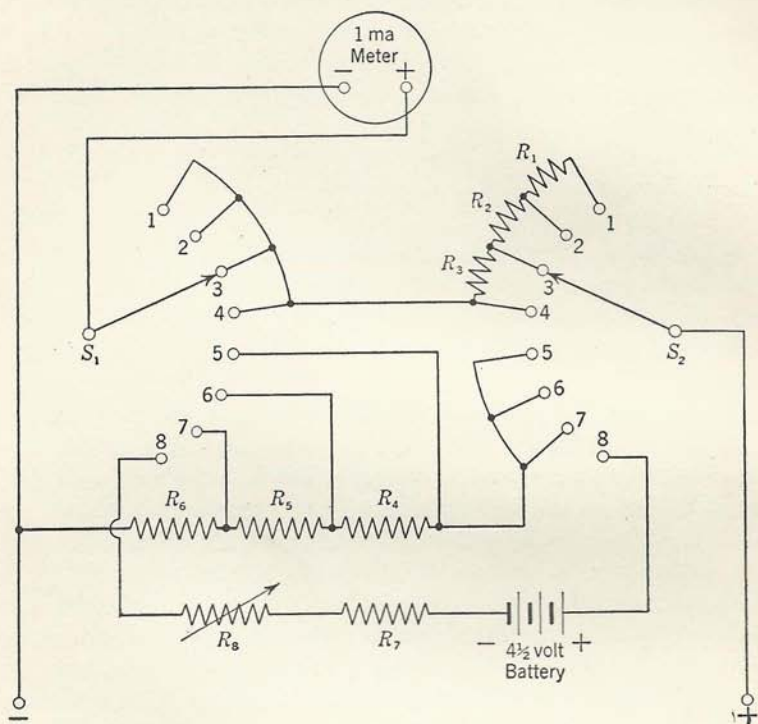 1 ma
Meter
− +
R₁
R₂
R₃
1
2
3
4
5
6
7
8
S₁
1
2
3
4
5
6
7
8
S₂
R₆ R₅ R₄
R₈ R₇
− 4½ volt +
Battery
− +